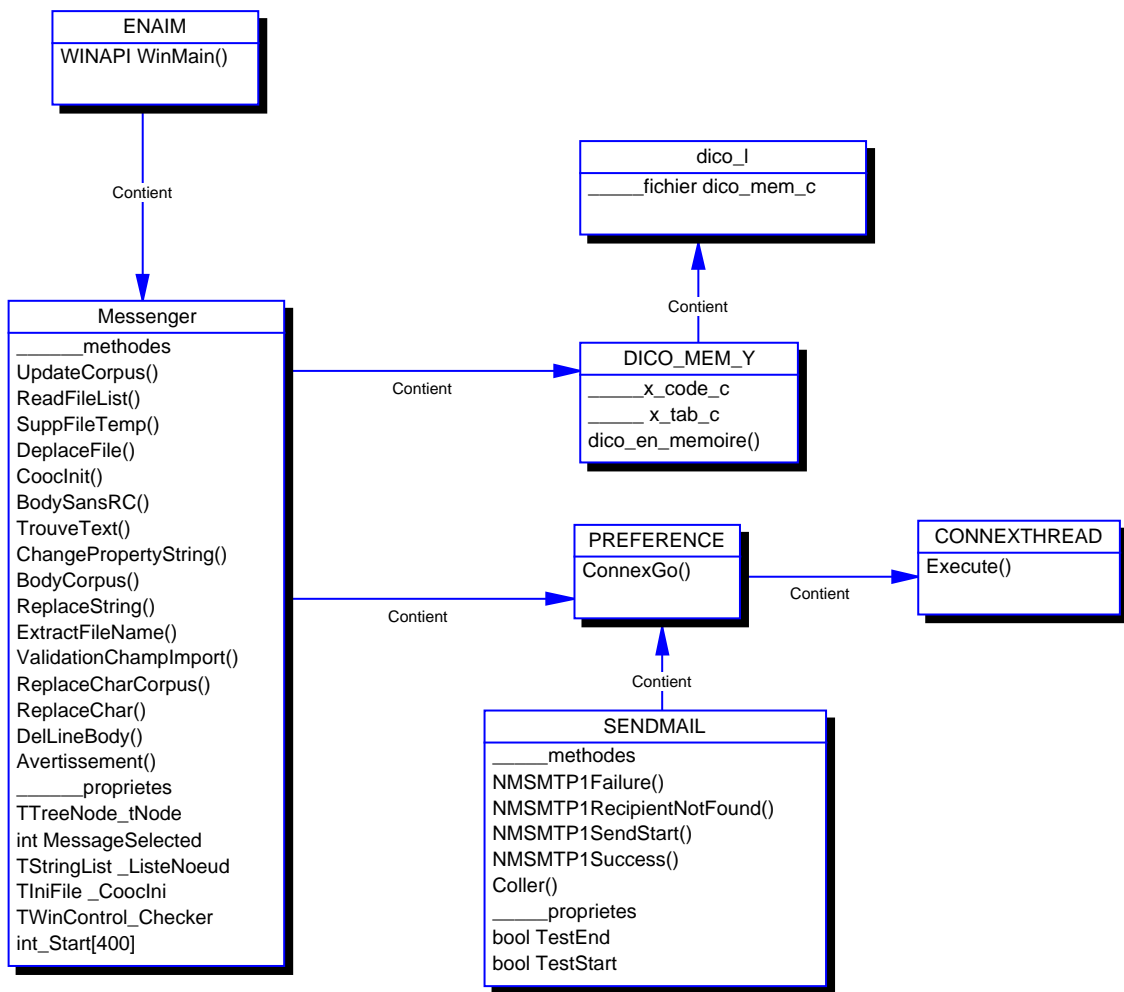 ENAIM
WINAPI WinMain()
Contient
dico_l
_____fichier dico_mem_c
Contient
Messenger
______methodes
UpdateCorpus()
ReadFileList()
SuppFileTemp()
DeplaceFile()
CoocInit()
BodySansRC()
TrouveText()
ChangePropertyString()
BodyCorpus()
ReplaceString()
ExtractFileName()
ValidationChampImport()
ReplaceCharCorpus()
ReplaceChar()
DelLineBody()
Avertissement()
______proprietes
TTreeNode_tNode
int MessageSelected
TStringList _ListeNoeud
TIniFile _CoocIni
TWinControl_Checker
int_Start[400]
Contient
DICO_MEM_Y
_____x_code_c
_____ x_tab_c
dico_en_memoire()
Contient
PREFERENCE
ConnexGo()
Contient
CONNEXTHREAD
Execute()
Contient
SENDMAIL
_____methodes
NMSMTP1Failure()
NMSMTP1RecipientNotFound()
NMSMTP1SendStart()
NMSMTP1Success()
Coller()
_____proprietes
bool TestEnd
bool TestStart